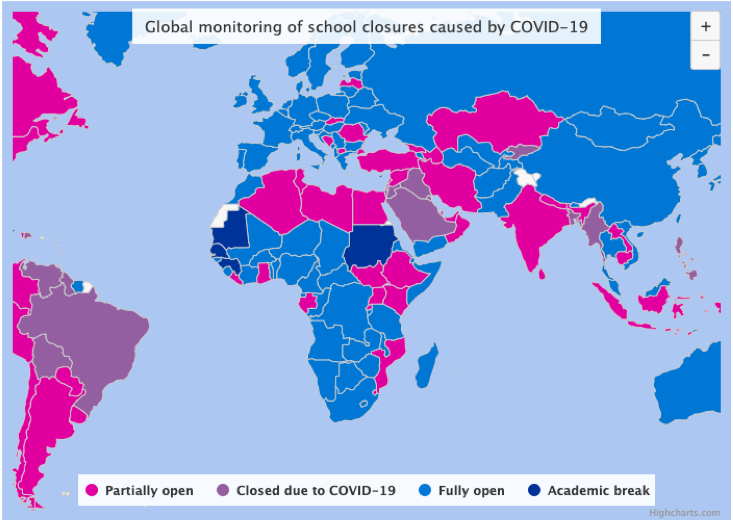 Global monitoring of school closures caused by COVID-19
+
-
Partially open
Closed due to COVID-19
Fully open
Academic break
Highcharts.com